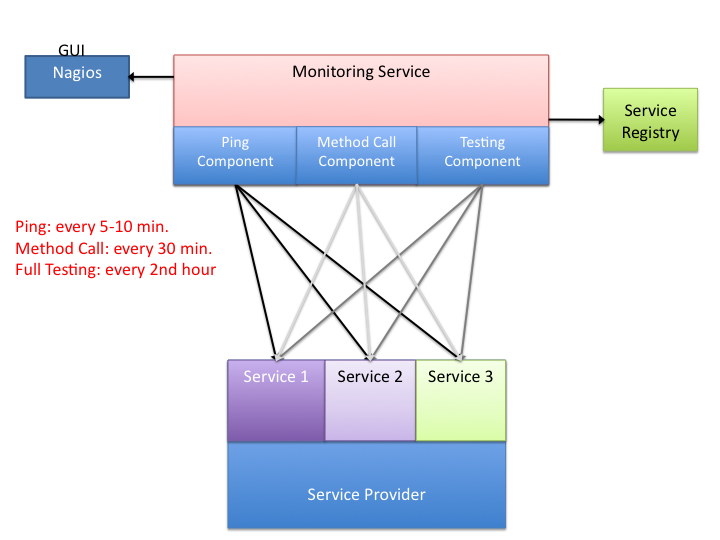 GUI
Nagios
Monitoring Service
Service
Registry
Ping
Component
Method Call
Component
Testing
Component
Ping: every 5-10 min.
Method Call: every 30 min.
Full Testing: every 2nd hour
Service 1
Service 2
Service 3
Service Provider